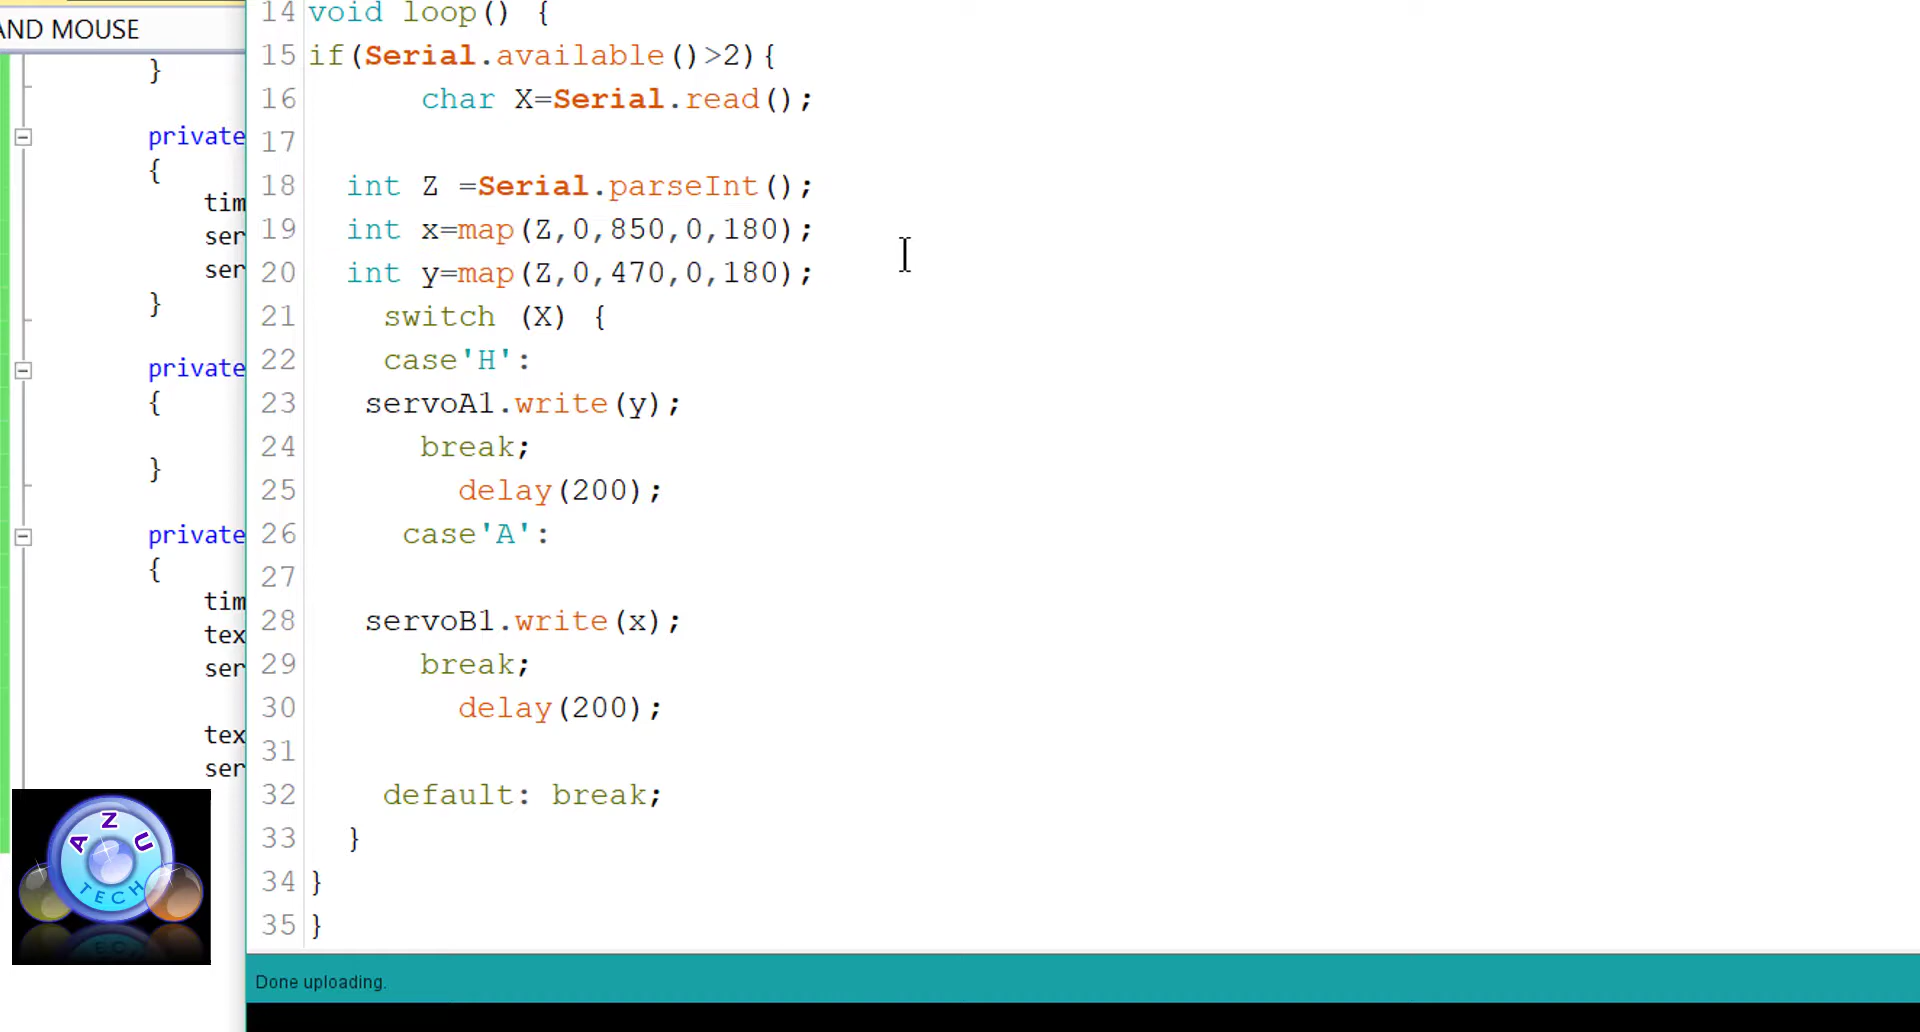 AND MOUSE
}
private
{
tim
ser
ser
}
private
{
}
private
{
tim
tex
ser
tex
ser
A Z U
TECH
14 void loop() {
15 if(Serial.available()>2){
16 char X=Serial.read();
17
18 int Z =Serial.parseInt();
19 int x=map(Z,0,850,0,180);
20 int y=map(Z,0,470,0,180);
21 switch (X) {
22 case'H':
23 servoA1.write(y);
24 break;
25 delay(200);
26 case'A':
27
28 servoB1.write(x);
29 break;
30 delay(200);
31
32 default: break;
33 }
34 }
35 }
Done uploading.